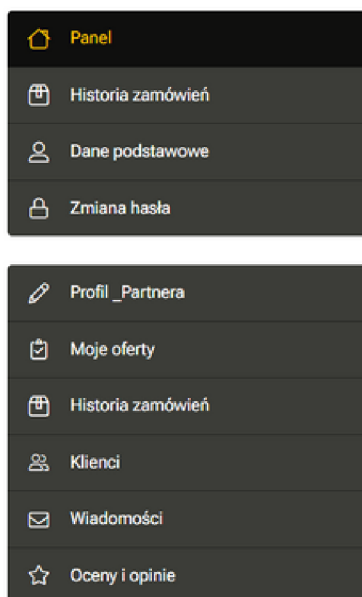 Panel
Historia zamówień
Dane podstawowe
Zmiana hasła
Profil _Partnera
Moje oferty
Historia zamówień
Klienci
Wiadomości
Oceny i opinie